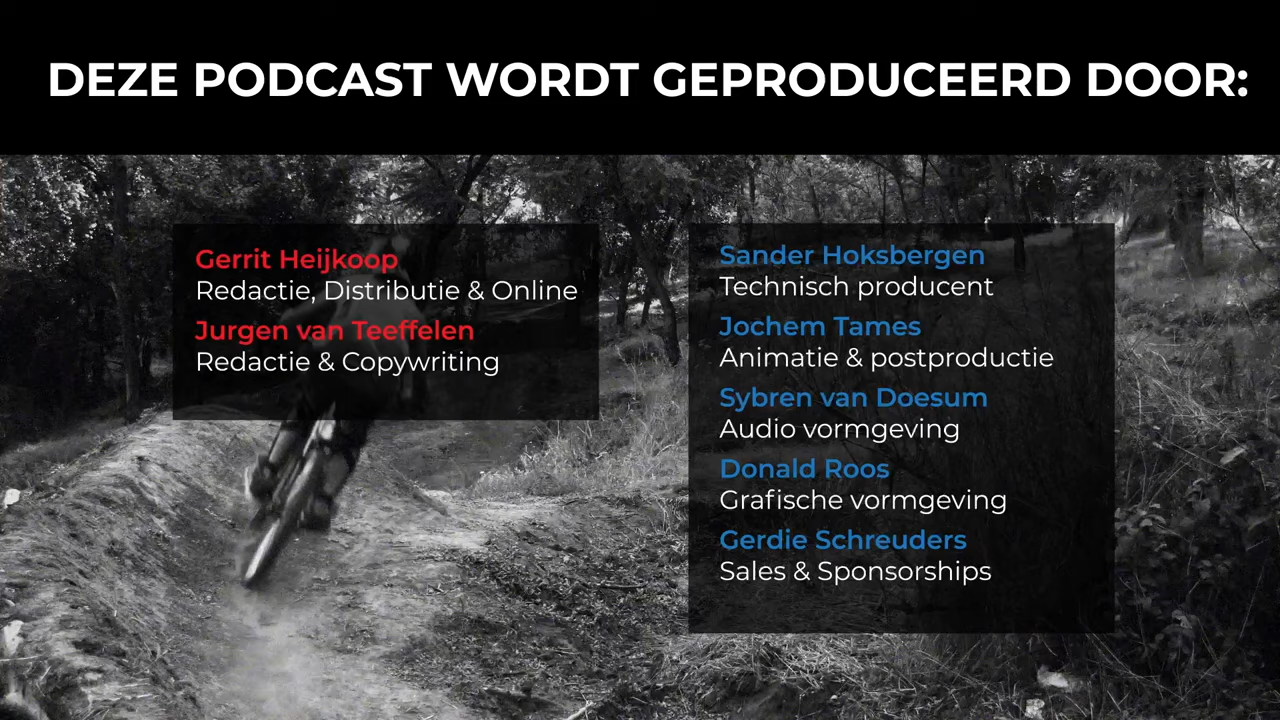 DEZE PODCAST WORDT GEPRODUCEERD DOOR:
Gerrit Heijkoop
Redactie, Distributie & Online
Jurgen van Teeffelen
Redactie & Copywriting
Sander Hoksbergen
Technisch producent
Jochem Tames
Animatie & postproductie
Sybren van Doesum
Audio vormgeving
Donald Roos
Grafische vormgeving
Gerdie Schreuders
Sales & Sponsorships